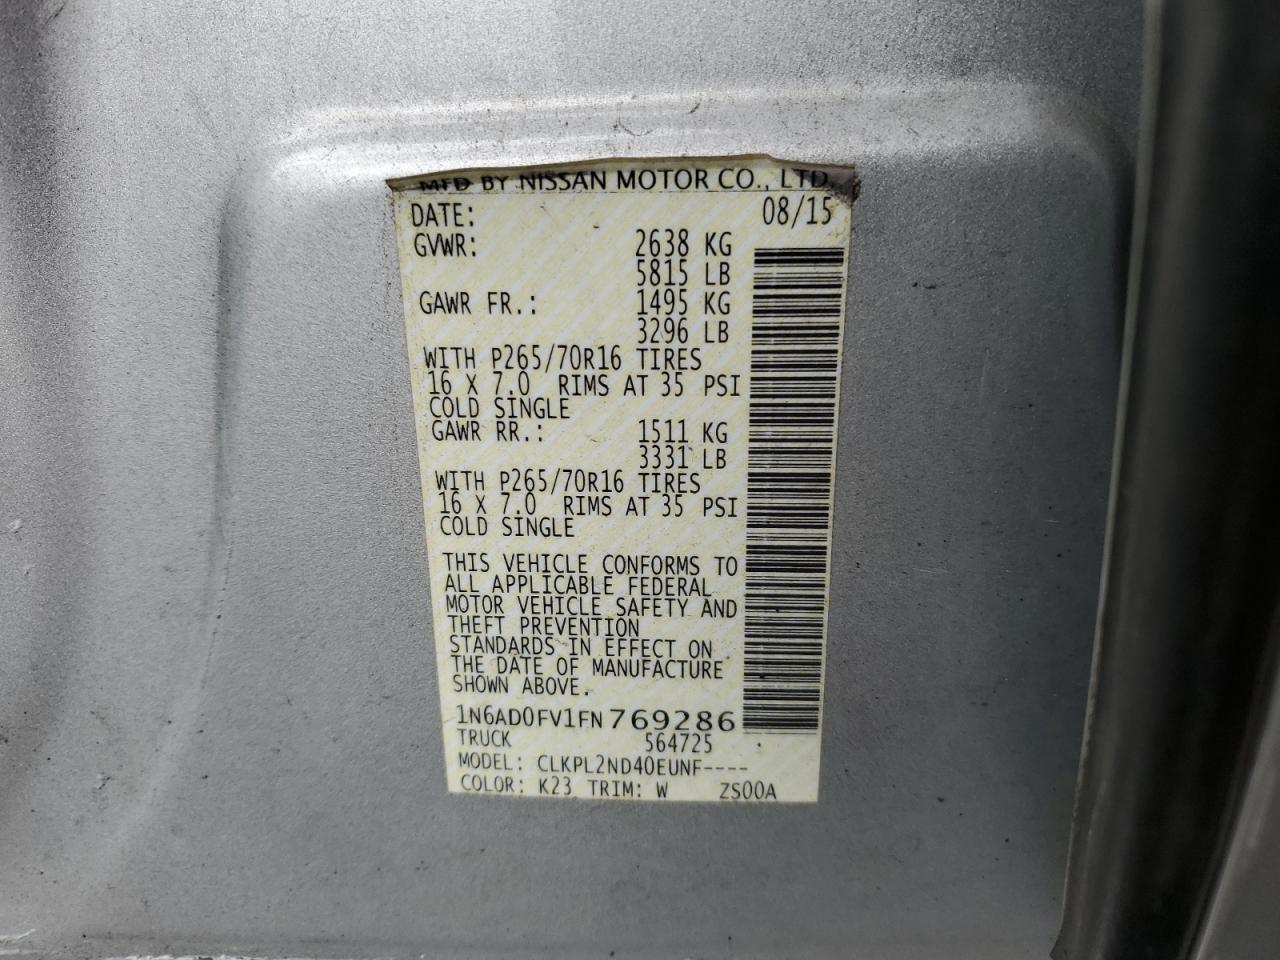 MFD BY NISSAN MOTOR CO., LTD.
DATE: 08/15
GVWR: 2638 KG
5815 LB
GAWR FR.: 1495 KG
3296 LB
WITH P265/70R16 TIRES
16 X 7.0 RIMS AT 35 PSI
COLD SINGLE
GAWR RR.: 1511 KG
3331 LB
WITH P265/70R16 TIRES
16 X 7.0 RIMS AT 35 PSI
COLD SINGLE
THIS VEHICLE CONFORMS TO
ALL APPLICABLE FEDERAL
MOTOR VEHICLE SAFETY AND
THEFT PREVENTION
STANDARDS IN EFFECT ON
THE DATE OF MANUFACTURE
SHOWN ABOVE.
1N6AD0FV1FN769286
TRUCK 564725
MODEL: CLKPL2ND40EUNF----
COLOR: K23 TRIM: W ZS00A